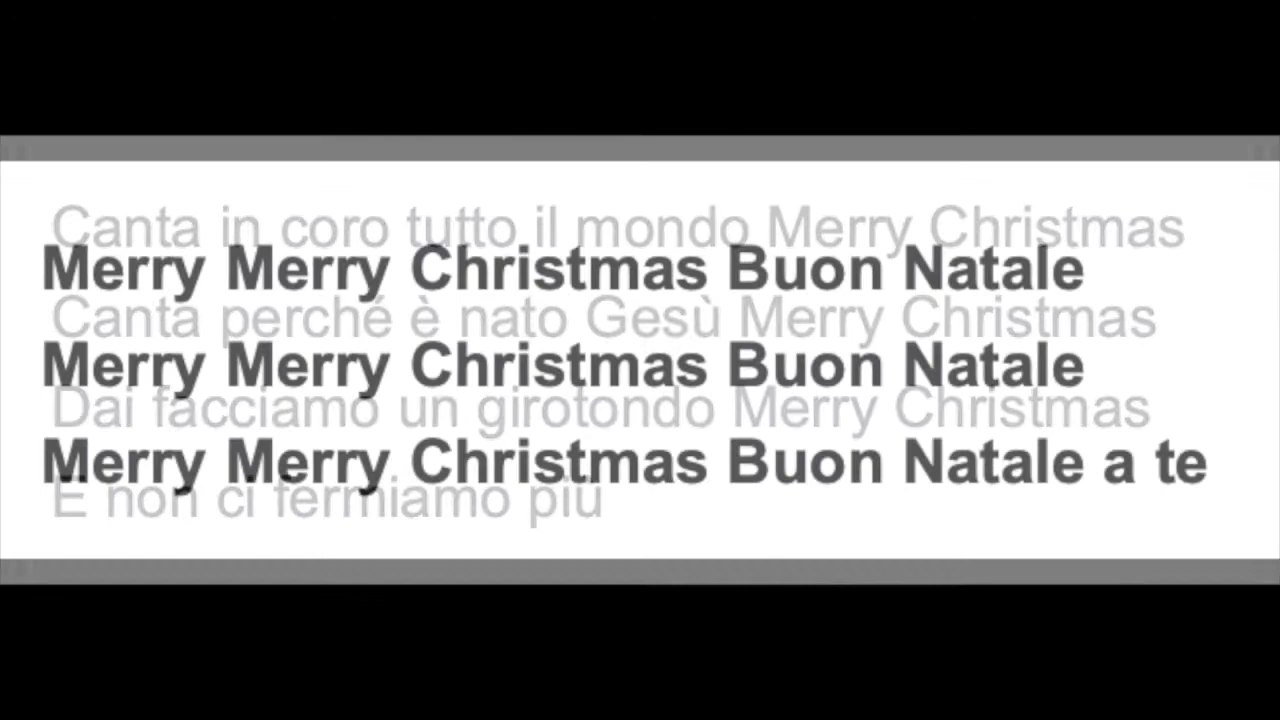 Canta in coro tutto il mondo Merry Christmas
Merry Merry Christmas Buon Natale
Canta perché è nato Gesù Merry Christmas
Merry Merry Christmas Buon Natale
Dai facciamo un girotondo Merry Christmas
Merry Merry Christmas Buon Natale a te
E non ci fermiamo più